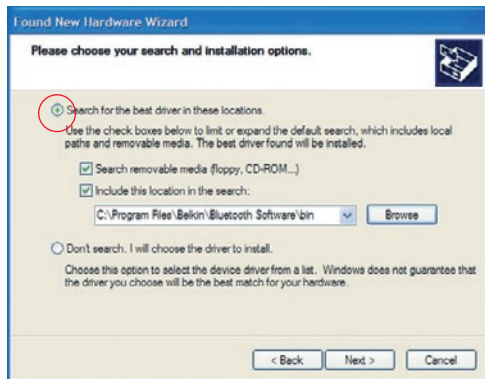 Found New Hardware Wizard
Please choose your search and installation options.
Search for the best driver in these locations.
Use the check boxes below to limit or expand the default search, which includes local
paths and removable media. The best driver found will be installed.
Search removable media (floppy, CD-ROM...)
Include this location in the search:
C:\Program Files\Belkin\Bluetooth Software\bin
Browse
Don't search. I will choose the driver to install.
Choose this option to select the device driver from a list. Windows does not guarantee that
the driver you choose will be the best match for your hardware.
< Back Next > Cancel